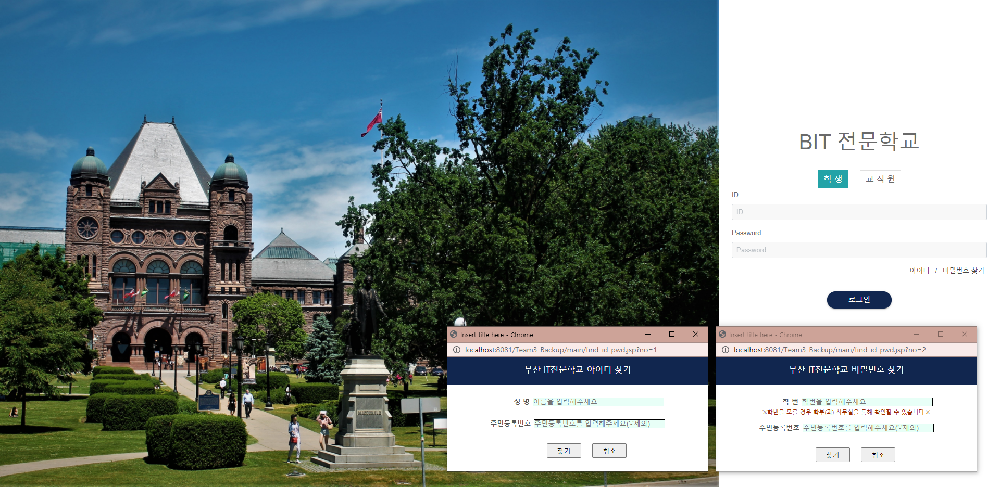 BIT 전문학교
학 생
교 직 원
ID
ID
Password
Password
아이디 / 비밀번호 찾기
로그인
MACDONALD
Insert title here - Chrome
localhost:8081/Team3_Backup/main/find_id_pwd.jsp?no=1
부산 IT전문학교 아이디 찾기
성 명 이름을 입력해주세요
주민등록번호 주민등록번호를 입력해주세요('-'제외)
찾기 취소
Insert title here - Chrome
localhost:8081/Team3_Backup/main/find_id_pwd.jsp?no=2
부산 IT전문학교 비밀번호 찾기
학 번 학번을 입력해주세요
※학번을 모를 경우 학부(과) 사무실을 통해 확인할 수 있습니다.※
주민등록번호 주민등록번호를 입력해주세요('-'제외)
찾기 취소